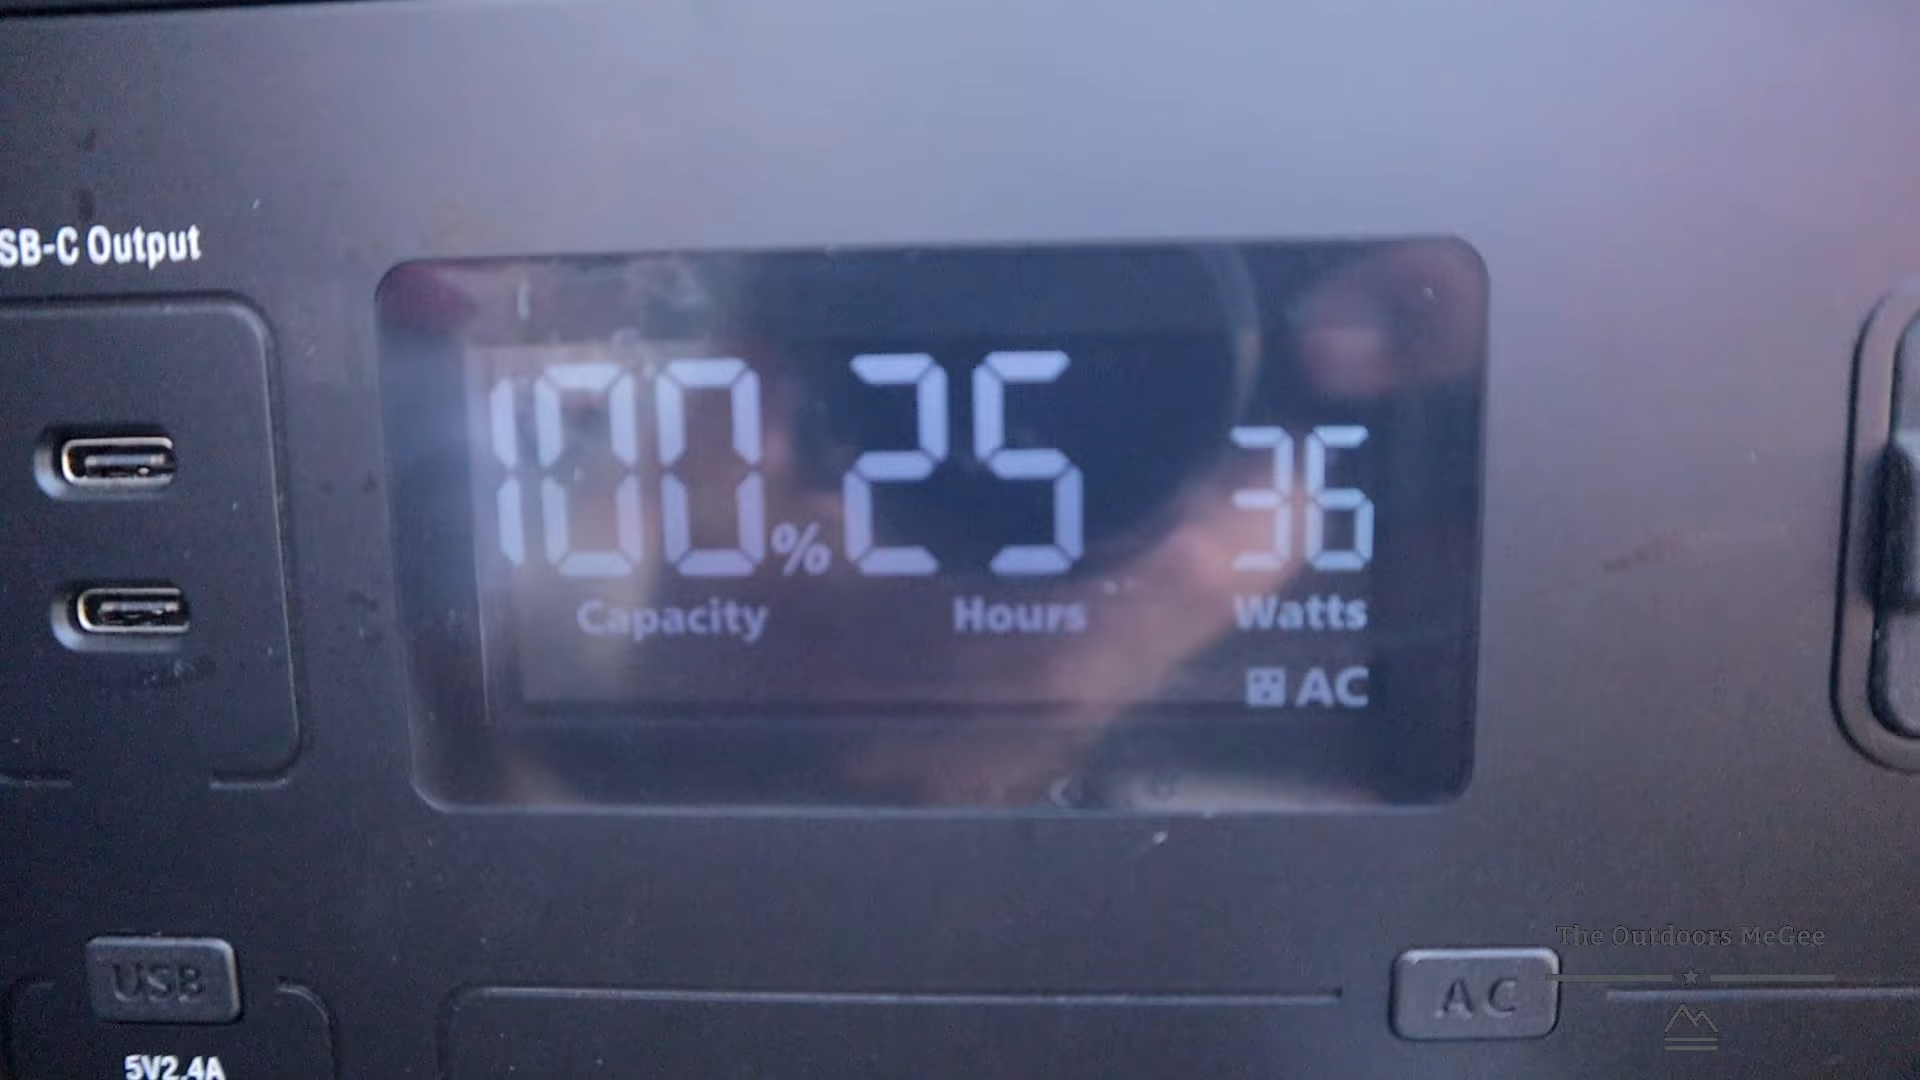 SB-C Output
100% 25 36
Capacity Hours Watts
AC
USB
AC
5V2.4A
The Outdoors MeGee